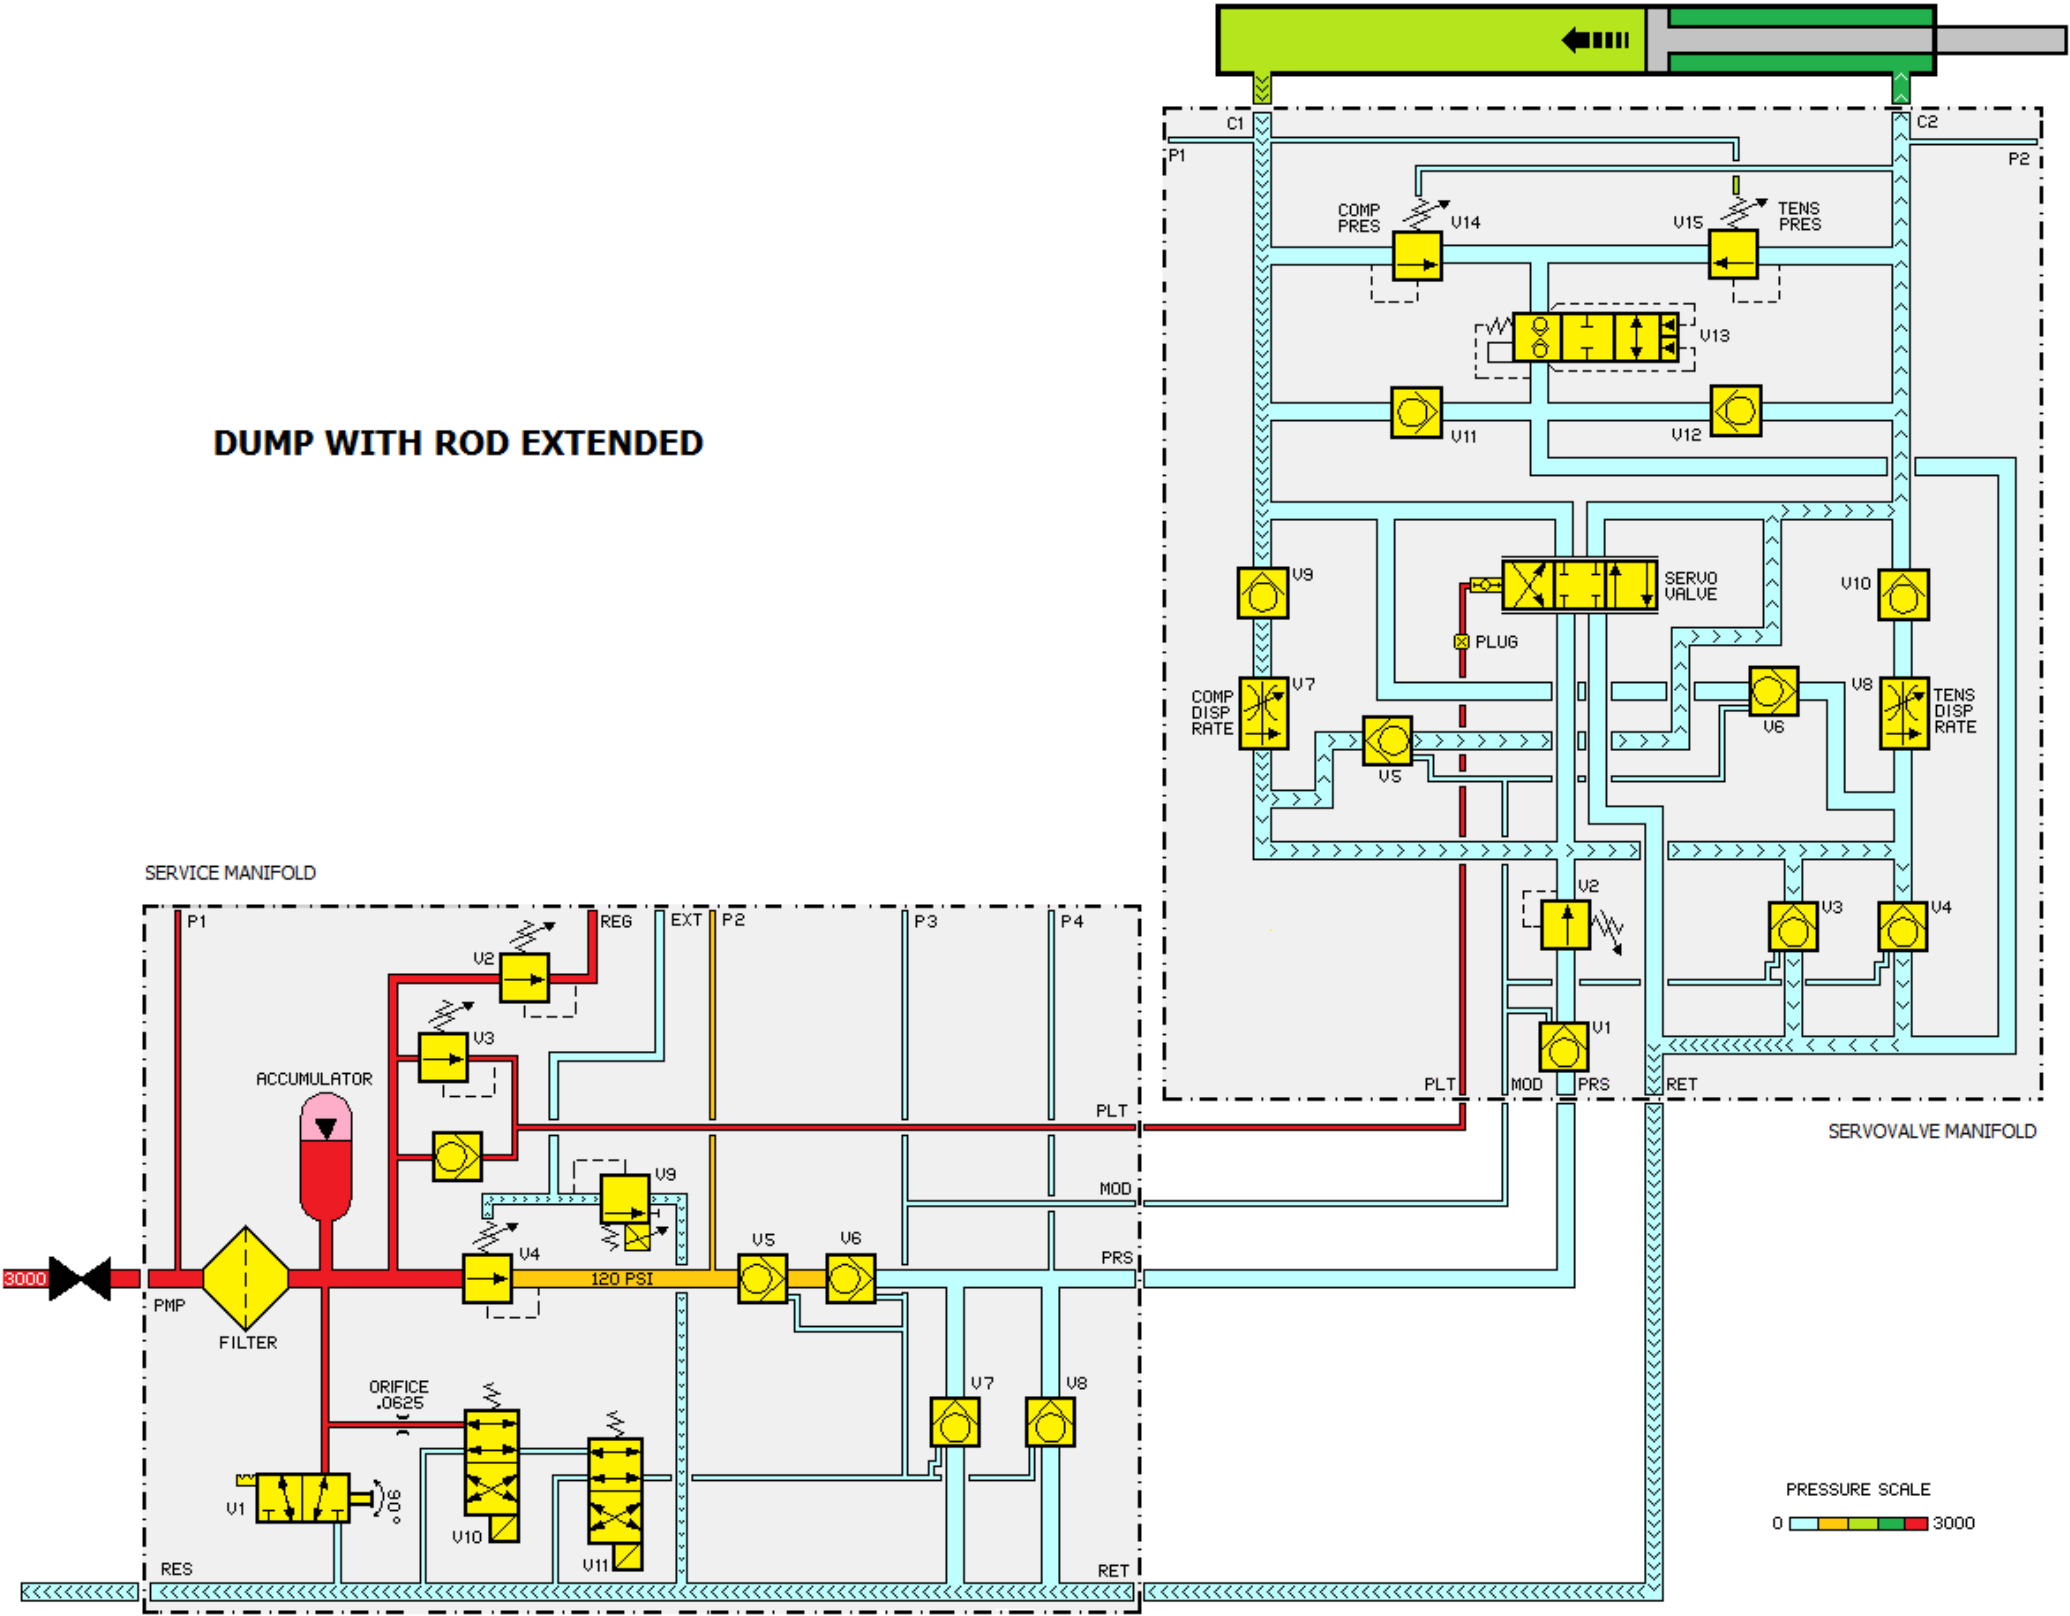 C1
C2
P1
P2
COMP
PRES
V14
V15
TENS
PRES
V13
V11
V12
DUMP WITH ROD EXTENDED
V9
SERVO
VALVE
V10
PLUG
COMP
DISP
RATE
V7
V5
V6
V8
TENS
DISP
RATE
SERVICE MANIFOLD
V2
V3
V4
V1
PLT
MOD
PRS
RET
SERVOVALVE MANIFOLD
P1
REG
EXT
P2
P3
P4
V2
V3
ACCUMULATOR
PLT
V9
MOD
V4
V5
V6
PRS
3000
120 PSI
PMP
FILTER
ORIFICE
.0625
V7
V8
V1
90°
V10
V11
RES
RET
PRESSURE SCALE
0
3000